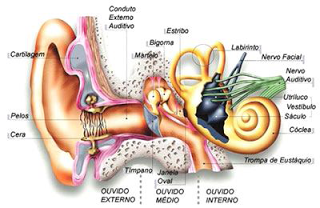 Conduto
Externo
Auditivo
Estribo
Bigorna
Martelo
Labirinto
Cartilagem
Nervo Facial
Nervo
Auditivo
Utríluco
Vestíbulo
Sáculo
Cóclea
Pelos
Cera
Trompa de Eustáquio
Tímpano
Janela
Oval
OUVIDO
EXTERNO
OUVIDO
MÉDIO
OUVIDO
INTERNO